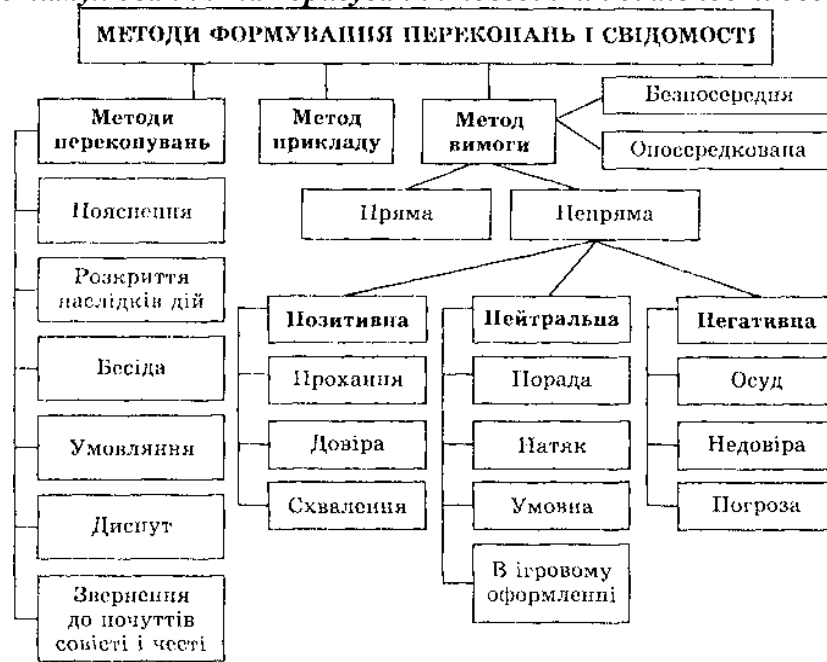 МЕТОДИ ФОРМУВАННЯ ПЕРЕКОНАНЬ І СВІДОМОСТІ
Методи
переконувань
Метод
прикладу
Метод
вимоги
Безпосередня
Опосередкована
Пряма
Непряма
Пояснення
Розкриття
наслідків дій
Бесіда
Умовляння
Диспут
Звернення
до почуттів
совісті і честі
Позитивна
Прохання
Довіра
Схвалення
Нейтральна
Порада
Натяк
Умовна
В ігровому
оформленні
Негативна
Осуд
Недовіра
Погроза